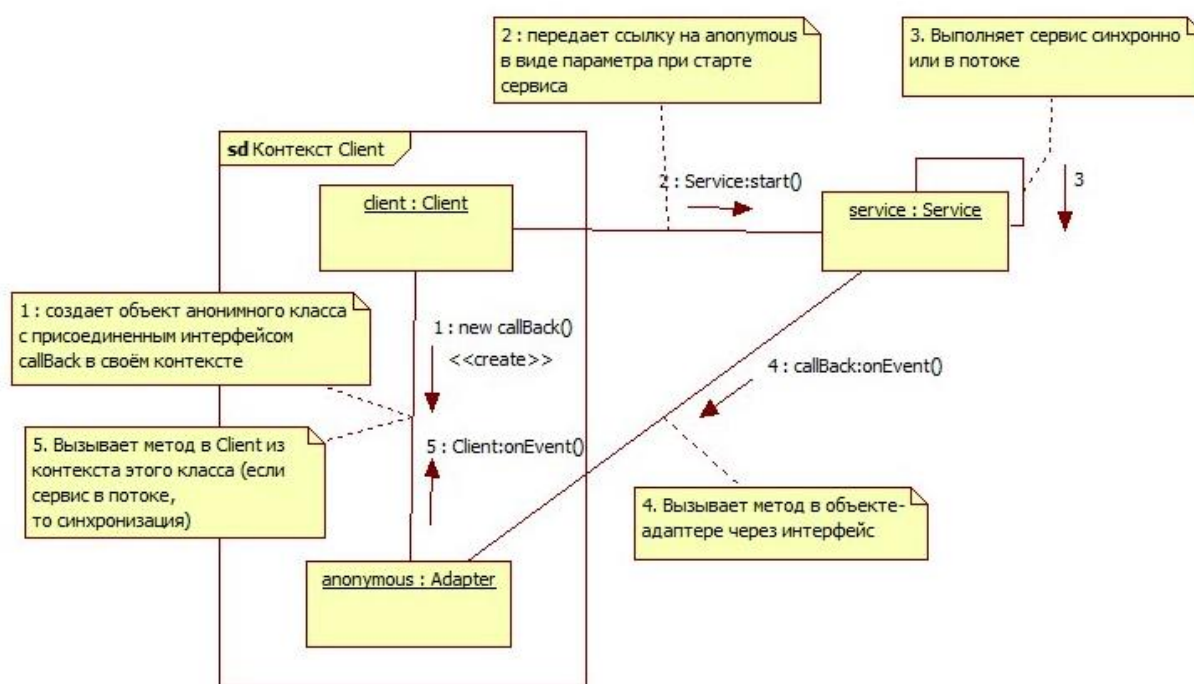 2 : передает ссылку на anonymous
в виде параметра при старте
сервиса
3. Выполняет сервис синхронно
или в потоке
sd Контекст Client
client : Client
2 : Service:start()
service : Service
3
1 : создает объект анонимного класса
с присоединенным интерфейсом
callBack в своём контексте
1 : new callBack()
<<create>>
4 : callBack:onEvent()
5. Вызывает метод в Client из
контекста этого класса (если
сервис в потоке,
то синхронизация)
5 : Client:onEvent()
4. Вызывает метод в объекте-
адаптере через интерфейс
anonymous : Adapter